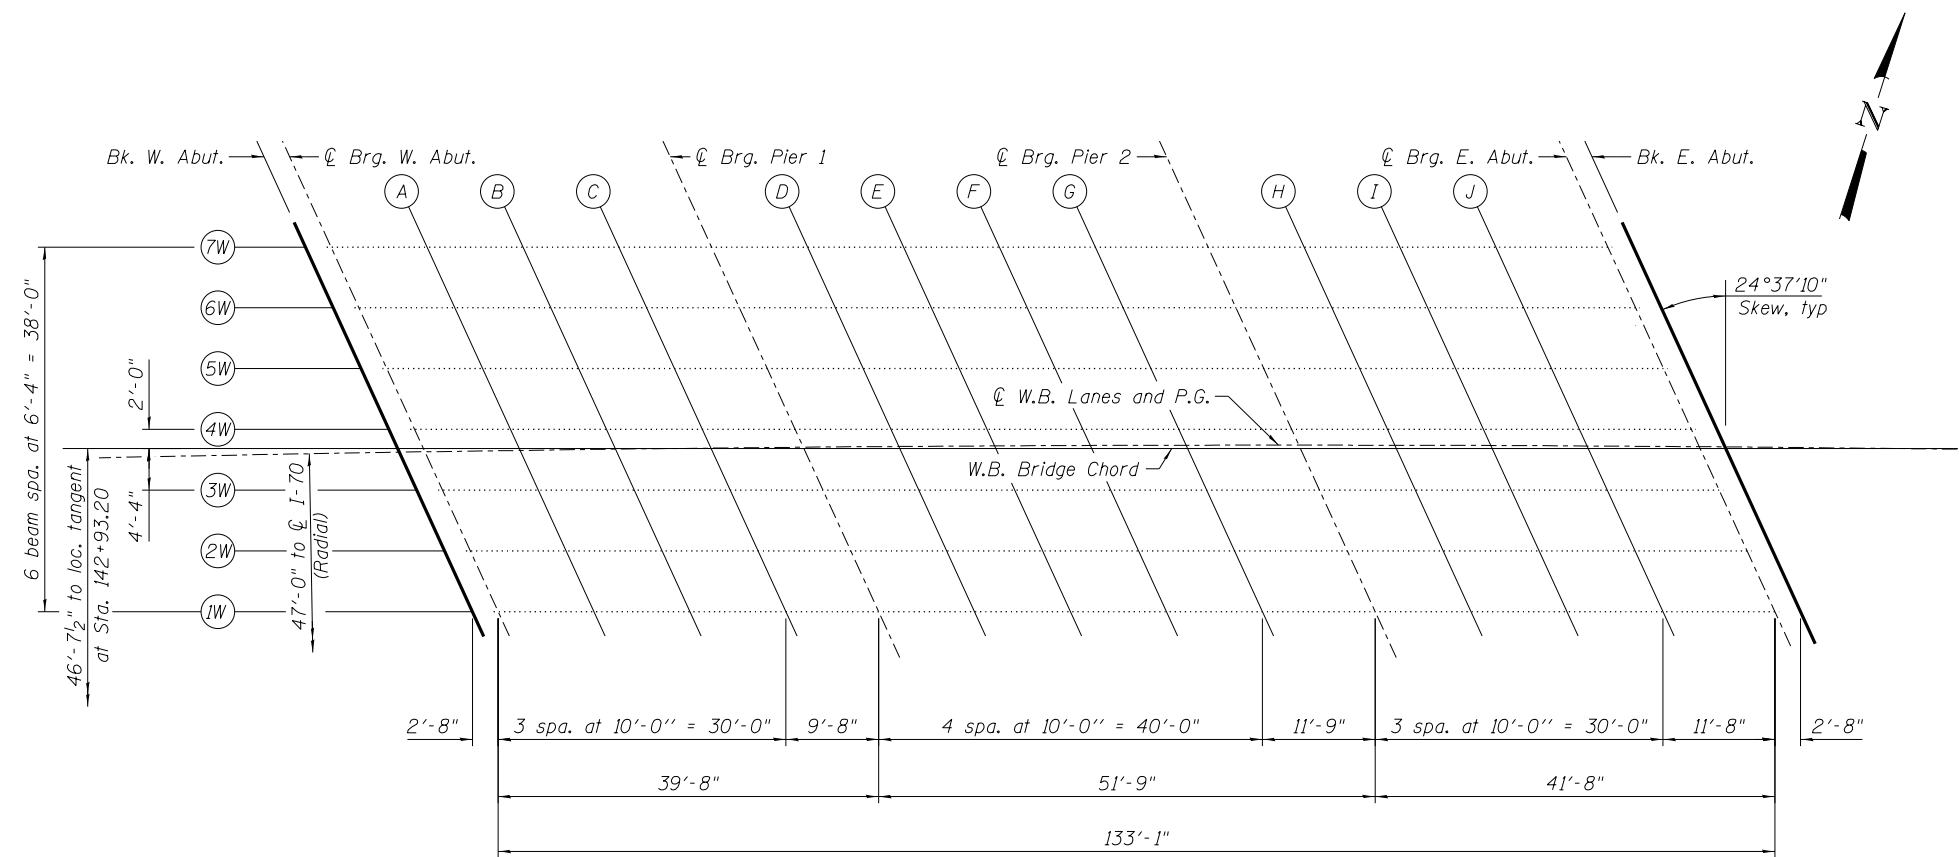 N
Bk. W. Abut.
℄ Brg. W. Abut.
℄ Brg. Pier 1
℄ Brg. Pier 2
℄ Brg. E. Abut.
Bk. E. Abut.
A
B
C
D
E
F
G
H
I
J
7W
6W
5W
4W
3W
2W
1W
6 beam spa. at 6'-4" = 38'-0"
2'-0"
4'-4"
46'-7½" to loc. tangent
at Sta. 142+93.20
47'-0" to ℄ I-70
(Radial)
24°37'10"
Skew, typ
℄ W.B. Lanes and P.G.
W.B. Bridge Chord
2'-8"
3 spa. at 10'-0'' = 30'-0"
9'-8"
4 spa. at 10'-0'' = 40'-0"
11'-9"
3 spa. at 10'-0'' = 30'-0"
11'-8"
2'-8"
39'-8"
51'-9"
41'-8"
133'-1"